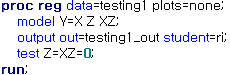 proc reg data=testing1 plots=none;
model Y=X Z XZ;
output out=testing1_out student=ri;
test Z=XZ=0;
run;